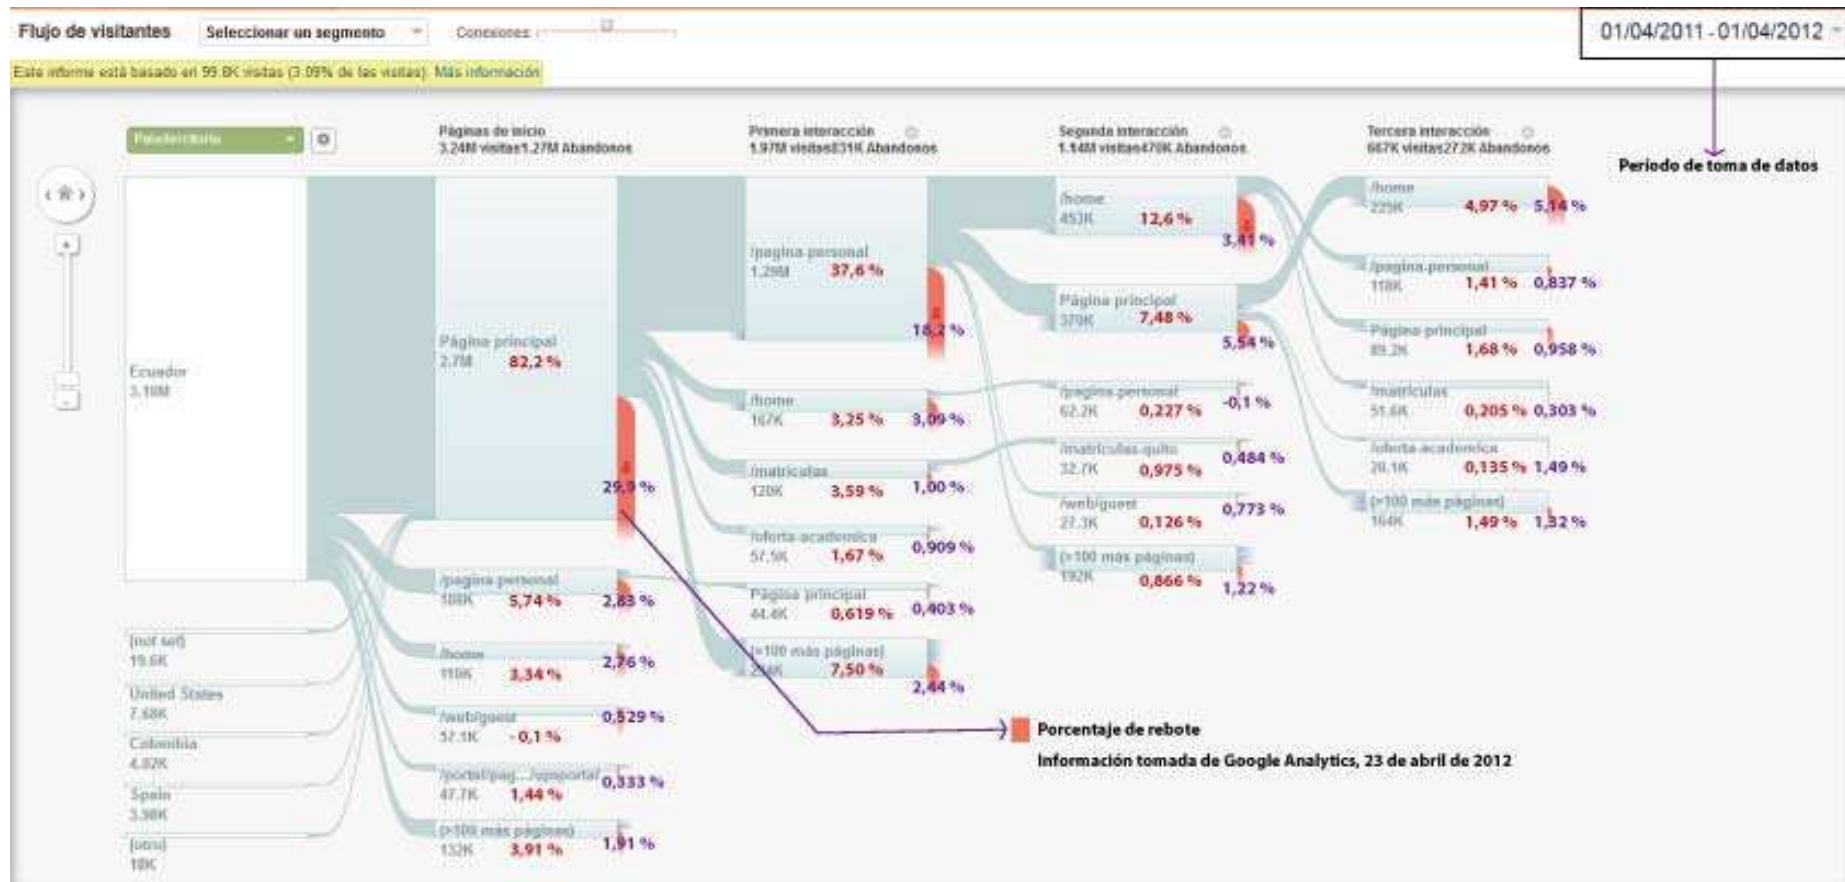 Flujo de visitantes
Seleccionar un segmento
Conexiones
01/04/2011 - 01/04/2012
Este informe está basado en 99.8K visitas (3.09% de las visitas). Más información
País/territorio
Páginas de inicio
3.24M visitas1.27M Abandonos
Primera interacción
1.97M visitas831K Abandonos
Segunda interacción
1.14M visitas470K Abandonos
Tercera interacción
667K visitas27.2K Abandonos
Período de toma de datos
Ecuador
(not set)
19.6K
United States
7.68K
Colombia
4.82K
Spain
3.98K
(otro)
18K
Página principal
2.7M 82,2 %
29,9 %
/pagina-personal
188K 5,74 % 2,83 %
/home
110K 3,34 % 2,76 %
/web/guest
57.1K - 0,1 % 0,529 %
/portal/pag.../upsportal
47.7K 1,44 % 0,333 %
(>100 más páginas)
132K 3,91 % 1,91 %
/pagina-personal
1.29M 37,6 %
18,2 %
/home
167K 3,25 % 3,09 %
/matriculas
120K 3,59 % 1,00 %
/oferta-academica
57.5K 1,67 % 0,909 %
Página principal
44.4K 0,619 % 0,403 %
(>100 más páginas)
7,50 %
2,44 %
/home
453K 12,6 %
3,41 %
Página principal
370K 7,48 %
5,54 %
/pagina-personal
62.2K 0,227 % -0,1 %
/matriculas-quito
32.7K 0,975 % 0,484 %
/web/guest
27.3K 0,126 % 0,773 %
(>100 más páginas)
192K 0,866 % 1,22 %
/home
225K 4,97 % 5,14 %
/pagina-personal
118K 1,41 % 0,837 %
Página principal
89.2K 1,68 % 0,958 %
/matriculas
51.6K 0,205 % 0,303 %
/oferta-academica
20.1K 0,135 % 1,49 %
(>100 más páginas)
164K 1,49 % 1,32 %
Porcentaje de rebote
Información tomada de Google Analytics, 23 de abril de 2012